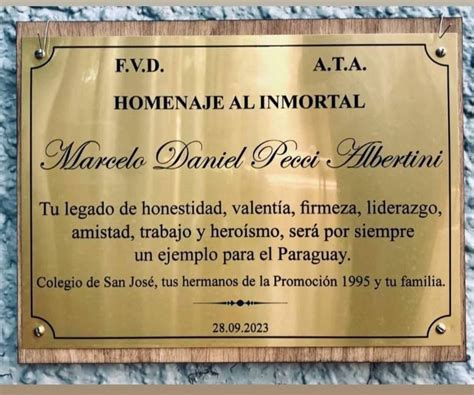 F.V.D. A.T.A.
HOMENAJE AL INMORTAL
Marcelo Daniel Pecci Albertini
Tu legado de honestidad, valentía, firmeza, liderazgo,
amistad, trabajo y heroísmo, será por siempre
un ejemplo para el Paraguay.
Colegio de San José, tus hermanos de la Promoción 1995 y tu familia.
28.09.2023